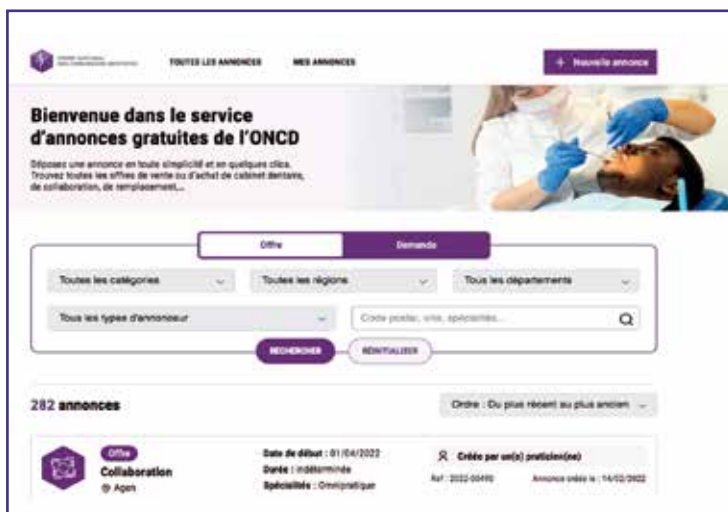 ORDRE NATIONAL
DES CHIRURGIENS-DENTISTES
TOUTES LES ANNONCES
MES ANNONCES
+ Nouvelle annonce
Bienvenue dans le service
d'annonces gratuites de l'ONCD
Déposez une annonce en toute simplicité et en quelques clics.
Trouvez toutes les offres de vente ou d'achat de cabinet dentaire,
de collaboration, de remplacement...
Offre
Demande
Toutes les catégories
Toutes les régions
Tous les départements
Tous les types d'annonceur
Code postal, ville, spécialités...
RECHERCHER
RÉINITIALISER
282 annonces
Ordre : Du plus récent au plus ancien
Offre
Collaboration
Agen
Date de début : 01/04/2022
Durée : indéterminée
Spécialités : Omnipratique
Créée par un(e) praticien(ne)
Ref : 2022-00490
Annonce créée le : 14/02/2022